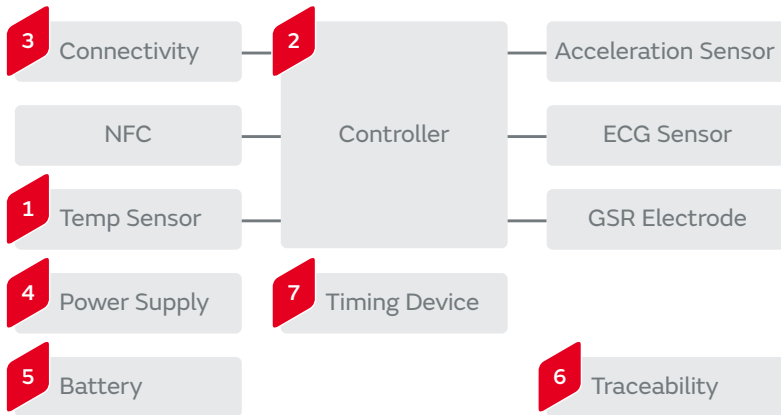 3
Connectivity
2
Controller
Acceleration Sensor
NFC
ECG Sensor
1
Temp Sensor
GSR Electrode
4
Power Supply
7
Timing Device
5
Battery
6
Traceability